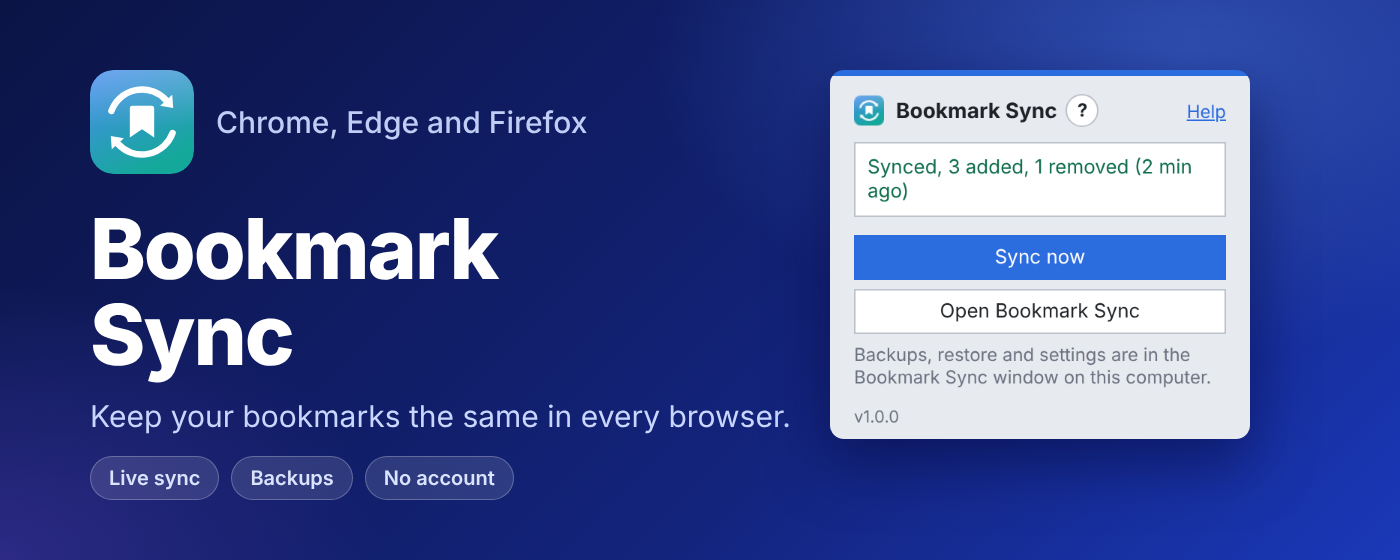 Chrome, Edge and Firefox
Bookmark
Sync
Keep your bookmarks the same in every browser.
Live sync
Backups
No account
Bookmark Sync
?
Help
Synced, 3 added, 1 removed (2 min
ago)
Sync now
Open Bookmark Sync
Backups, restore and settings are in the
Bookmark Sync window on this computer.
v1.0.0